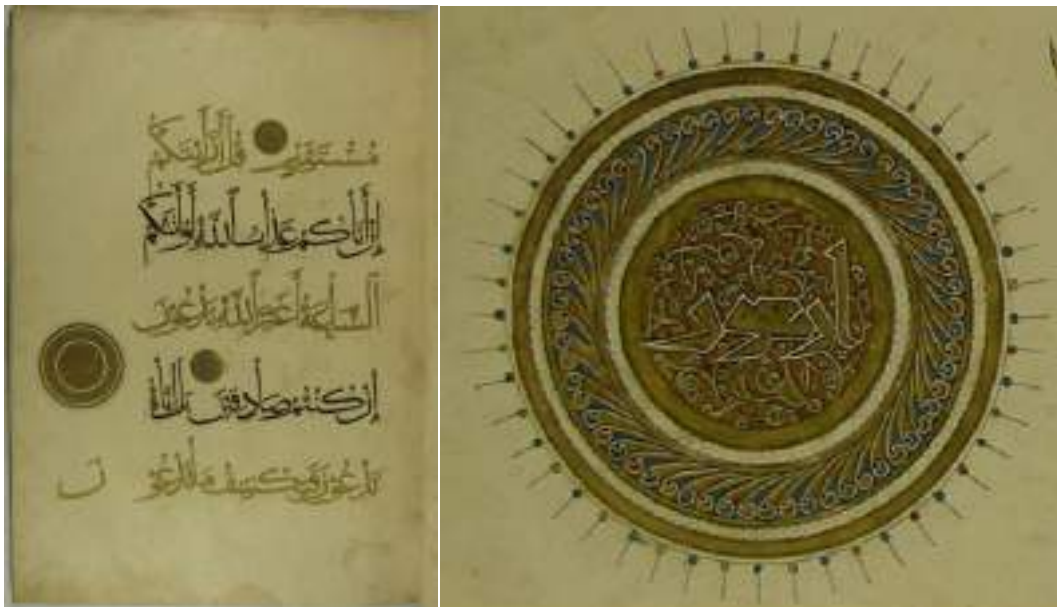 مستقيم قل أرأيتكم
إن أتاكم عذاب الله أو أتتكم
الساعة أغير الله تدعون
إن كنتم صادقين بل إياه
تدعون فيكشف ما تدعو ن